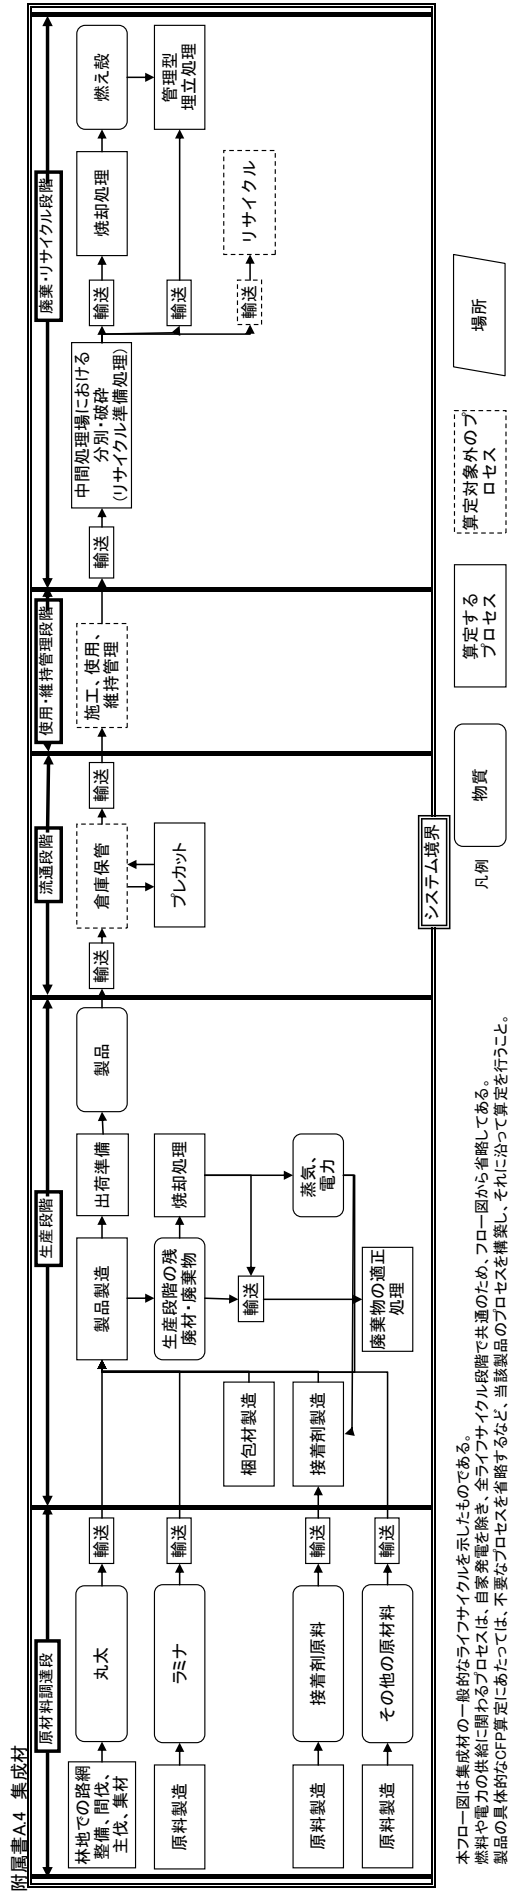 附属書A.4 集成材
原材料調達段
生産段階
流通段階
使用・維持管理段階
廃棄・リサイクル段階
林地での路網
整備、間伐、
主伐、集材
丸太
輸送
原料製造
ラミナ
輸送
原料製造
接着剤原料
輸送
原料製造
その他の原材料
輸送
製品製造
出荷準備
製品
生産段階の残
廃材・廃棄物
焼却処理
梱包材製造
輸送
接着剤製造
蒸気、
電力
廃棄物の適正
処理
輸送
倉庫保管
輸送
プレカット
施工、使用、
維持管理
輸送
中間処理場における
分別・破砕
(リサイクル準備処理)
輸送
焼却処理
燃え殻
輸送
管理型
埋立処理
輸送
リサイクル
システム境界
凡例
物質
算定する
プロセス
算定対象外のプ
ロセス
場所
本フロー図は集成材の一般的なライフサイクルを示したものである。
燃料や電力の供給に関わるプロセスは、自家発電を除き、全ライフサイクル段階で共通のため、フロー図から省略してある。
製品の具体的なCFP算定にあたっては、不要なプロセスを省略するなど、当該製品のプロセスを構築し、それに沿って算定を行うこと。